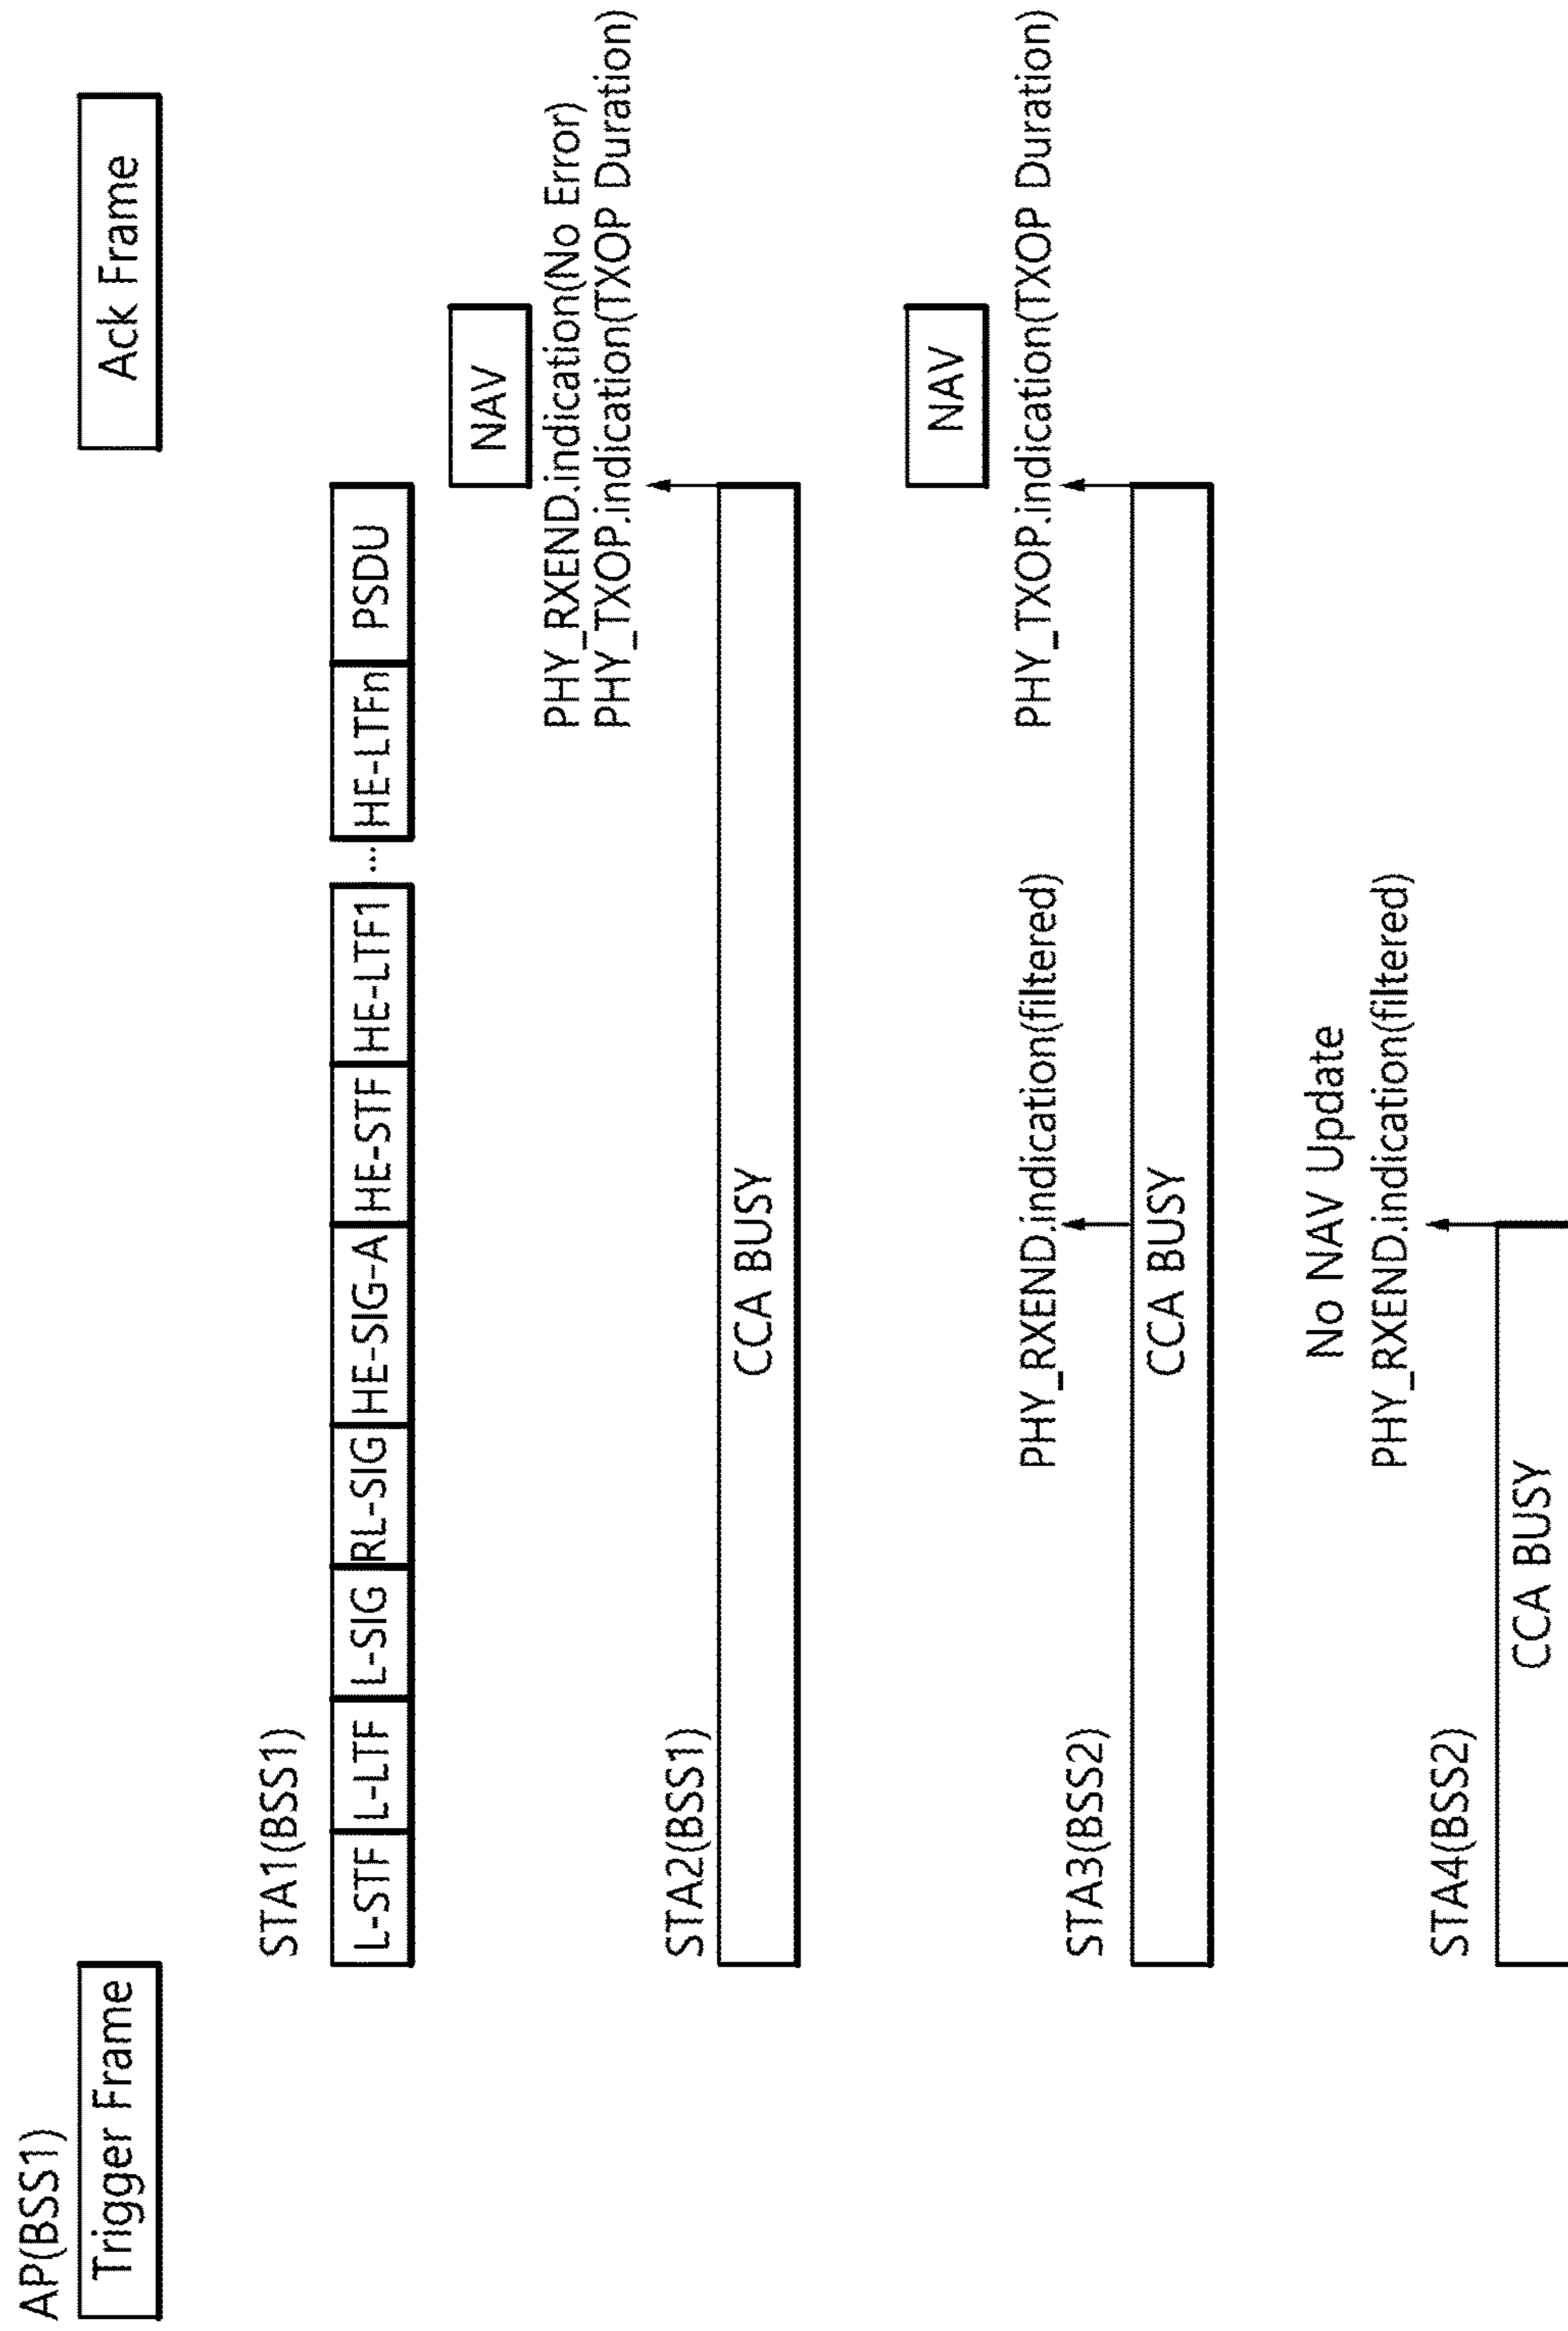 AP(BSS1)
Trigger Frame
Ack Frame
STA1(BSS1)
L-STF
L-LTF
L-SIG
RL-SIG
HE-SIG-A
HE-STF
HE-LTF1
...
HE-LTFn
PSDU
NAV
PHY_RXEND.indication(No Error)
PHY_TXOP.indication(TXOP Duration)
STA2(BSS1)
CCA BUSY
NAV
PHY_RXEND.indication(filtered)
PHY_TXOP.indication(TXOP Duration)
STA3(BSS2)
CCA BUSY
No NAV Update
PHY_RXEND.indication(filtered)
STA4(BSS2)
CCA BUSY